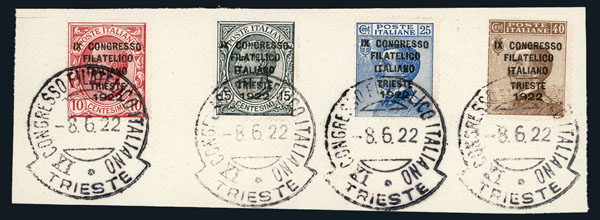 POSTE ITALIANE
IX CONGRESSO
FILATELICO
ITALIANO
TRIESTE
1922
10 CENTESIMI
POSTE ITALIANE
IX CONGRESSO
FILATELICO
ITALIANO
TRIESTE
1922
15 15
CENTESIMI
POSTE ITALIANE
25
IX CONGRESSO
FILATELICO
ITALIANO
TRIESTE
1922
POSTE ITALIANE
40
IX CONGRESSO
FILATELICO
ITALIANO
TRIESTE
1922
IX CONGRESSO FILATELICO ITALIANO
-8.6.22
TRIESTE
IX CONGRESSO FILATELICO ITALIANO
-8.6.22
TRIESTE
IX CONGRESSO FILATELICO ITALIANO
-8.6.22
TRIESTE
IX CONGRESSO FILATELICO ITALIANO
-8.6.22
TRIESTE